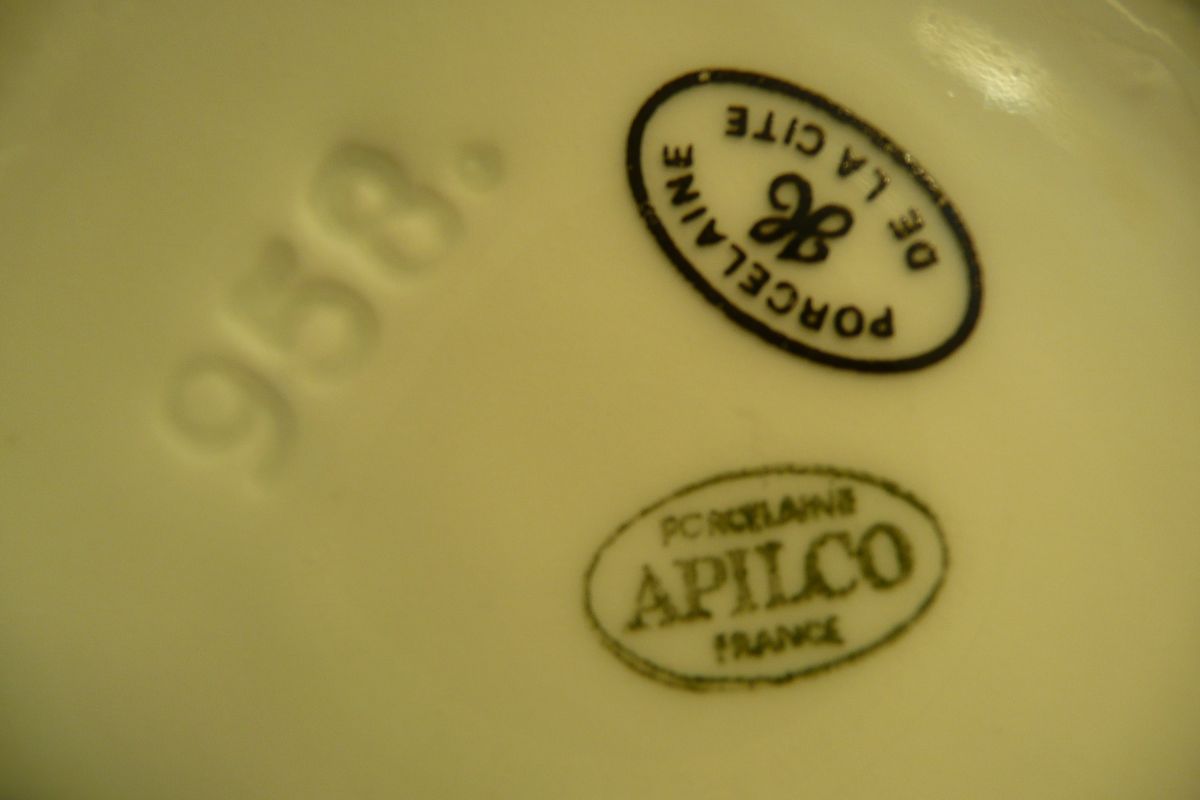 958.
PORCELAINE
DE LA CITE
PORCELAINE
APILCO
FRANCE